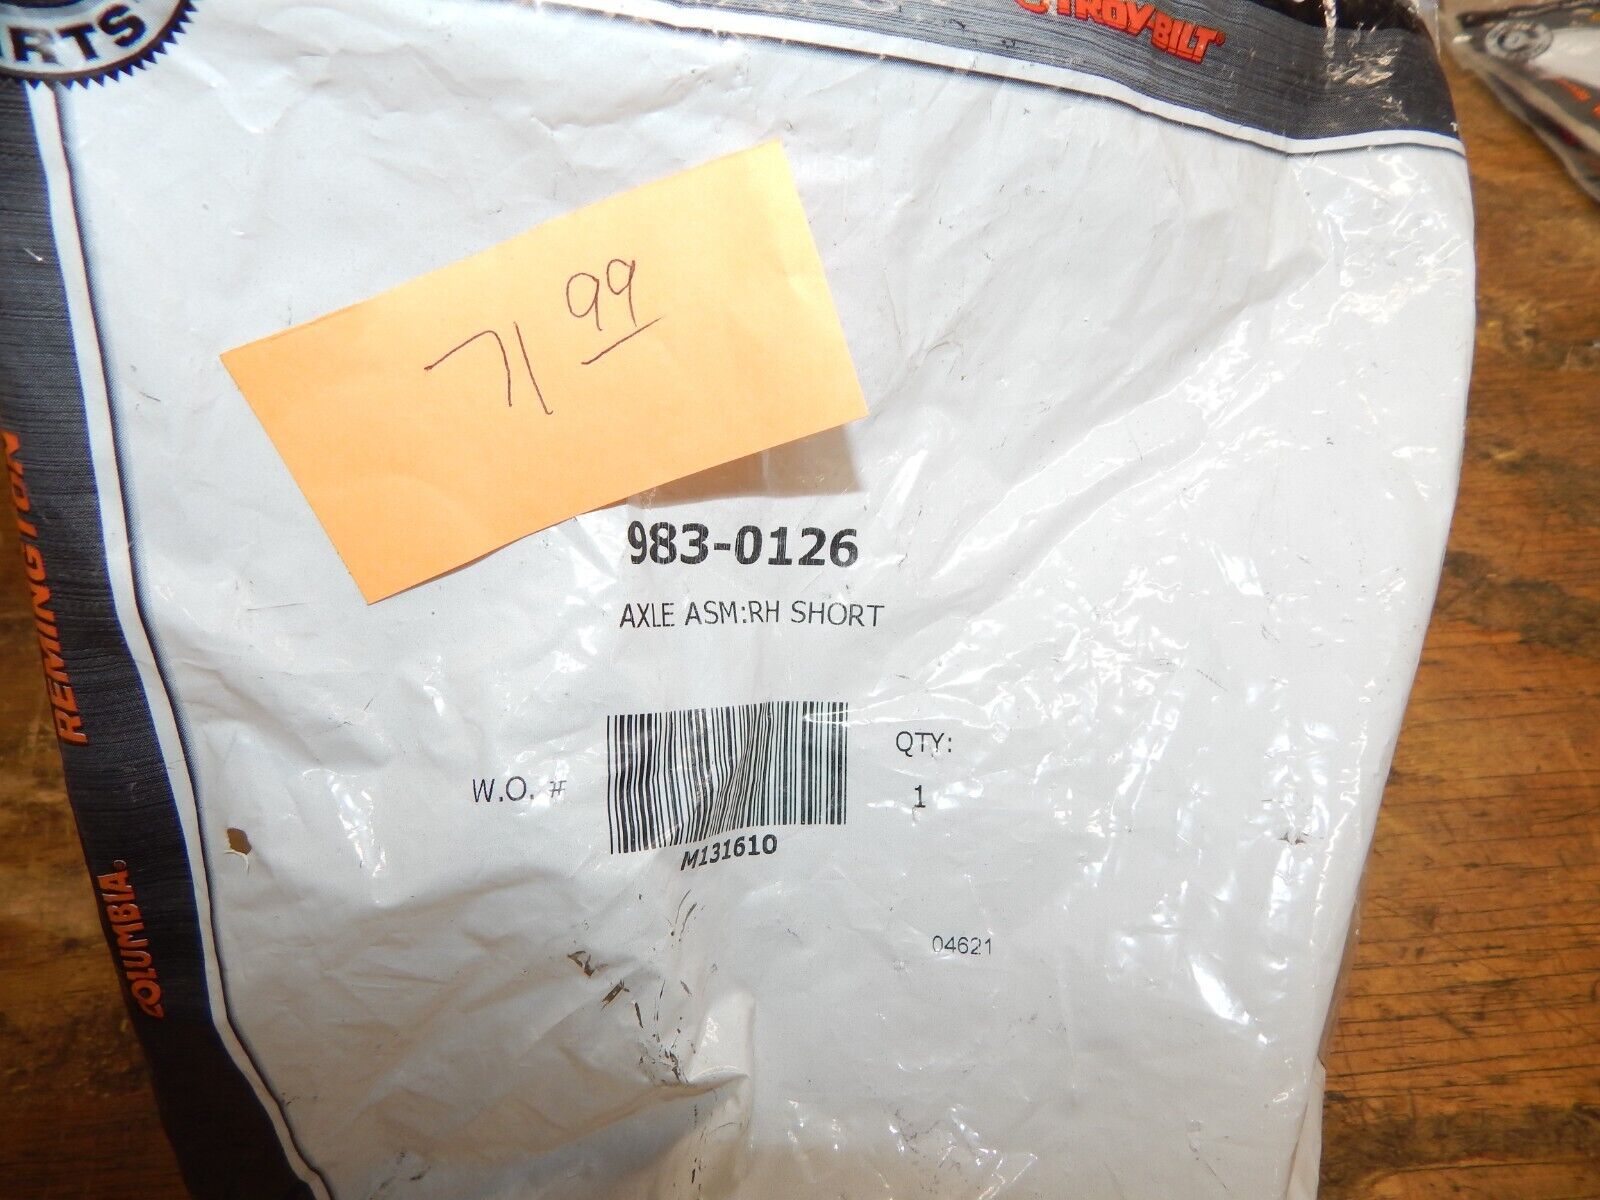 RTS
TROY-BILT®
71 99
983-0126
AXLE ASM:RH SHORT
W.O. #
QTY:
1
M131610
04621
REMINGTON
COLUMBIA.